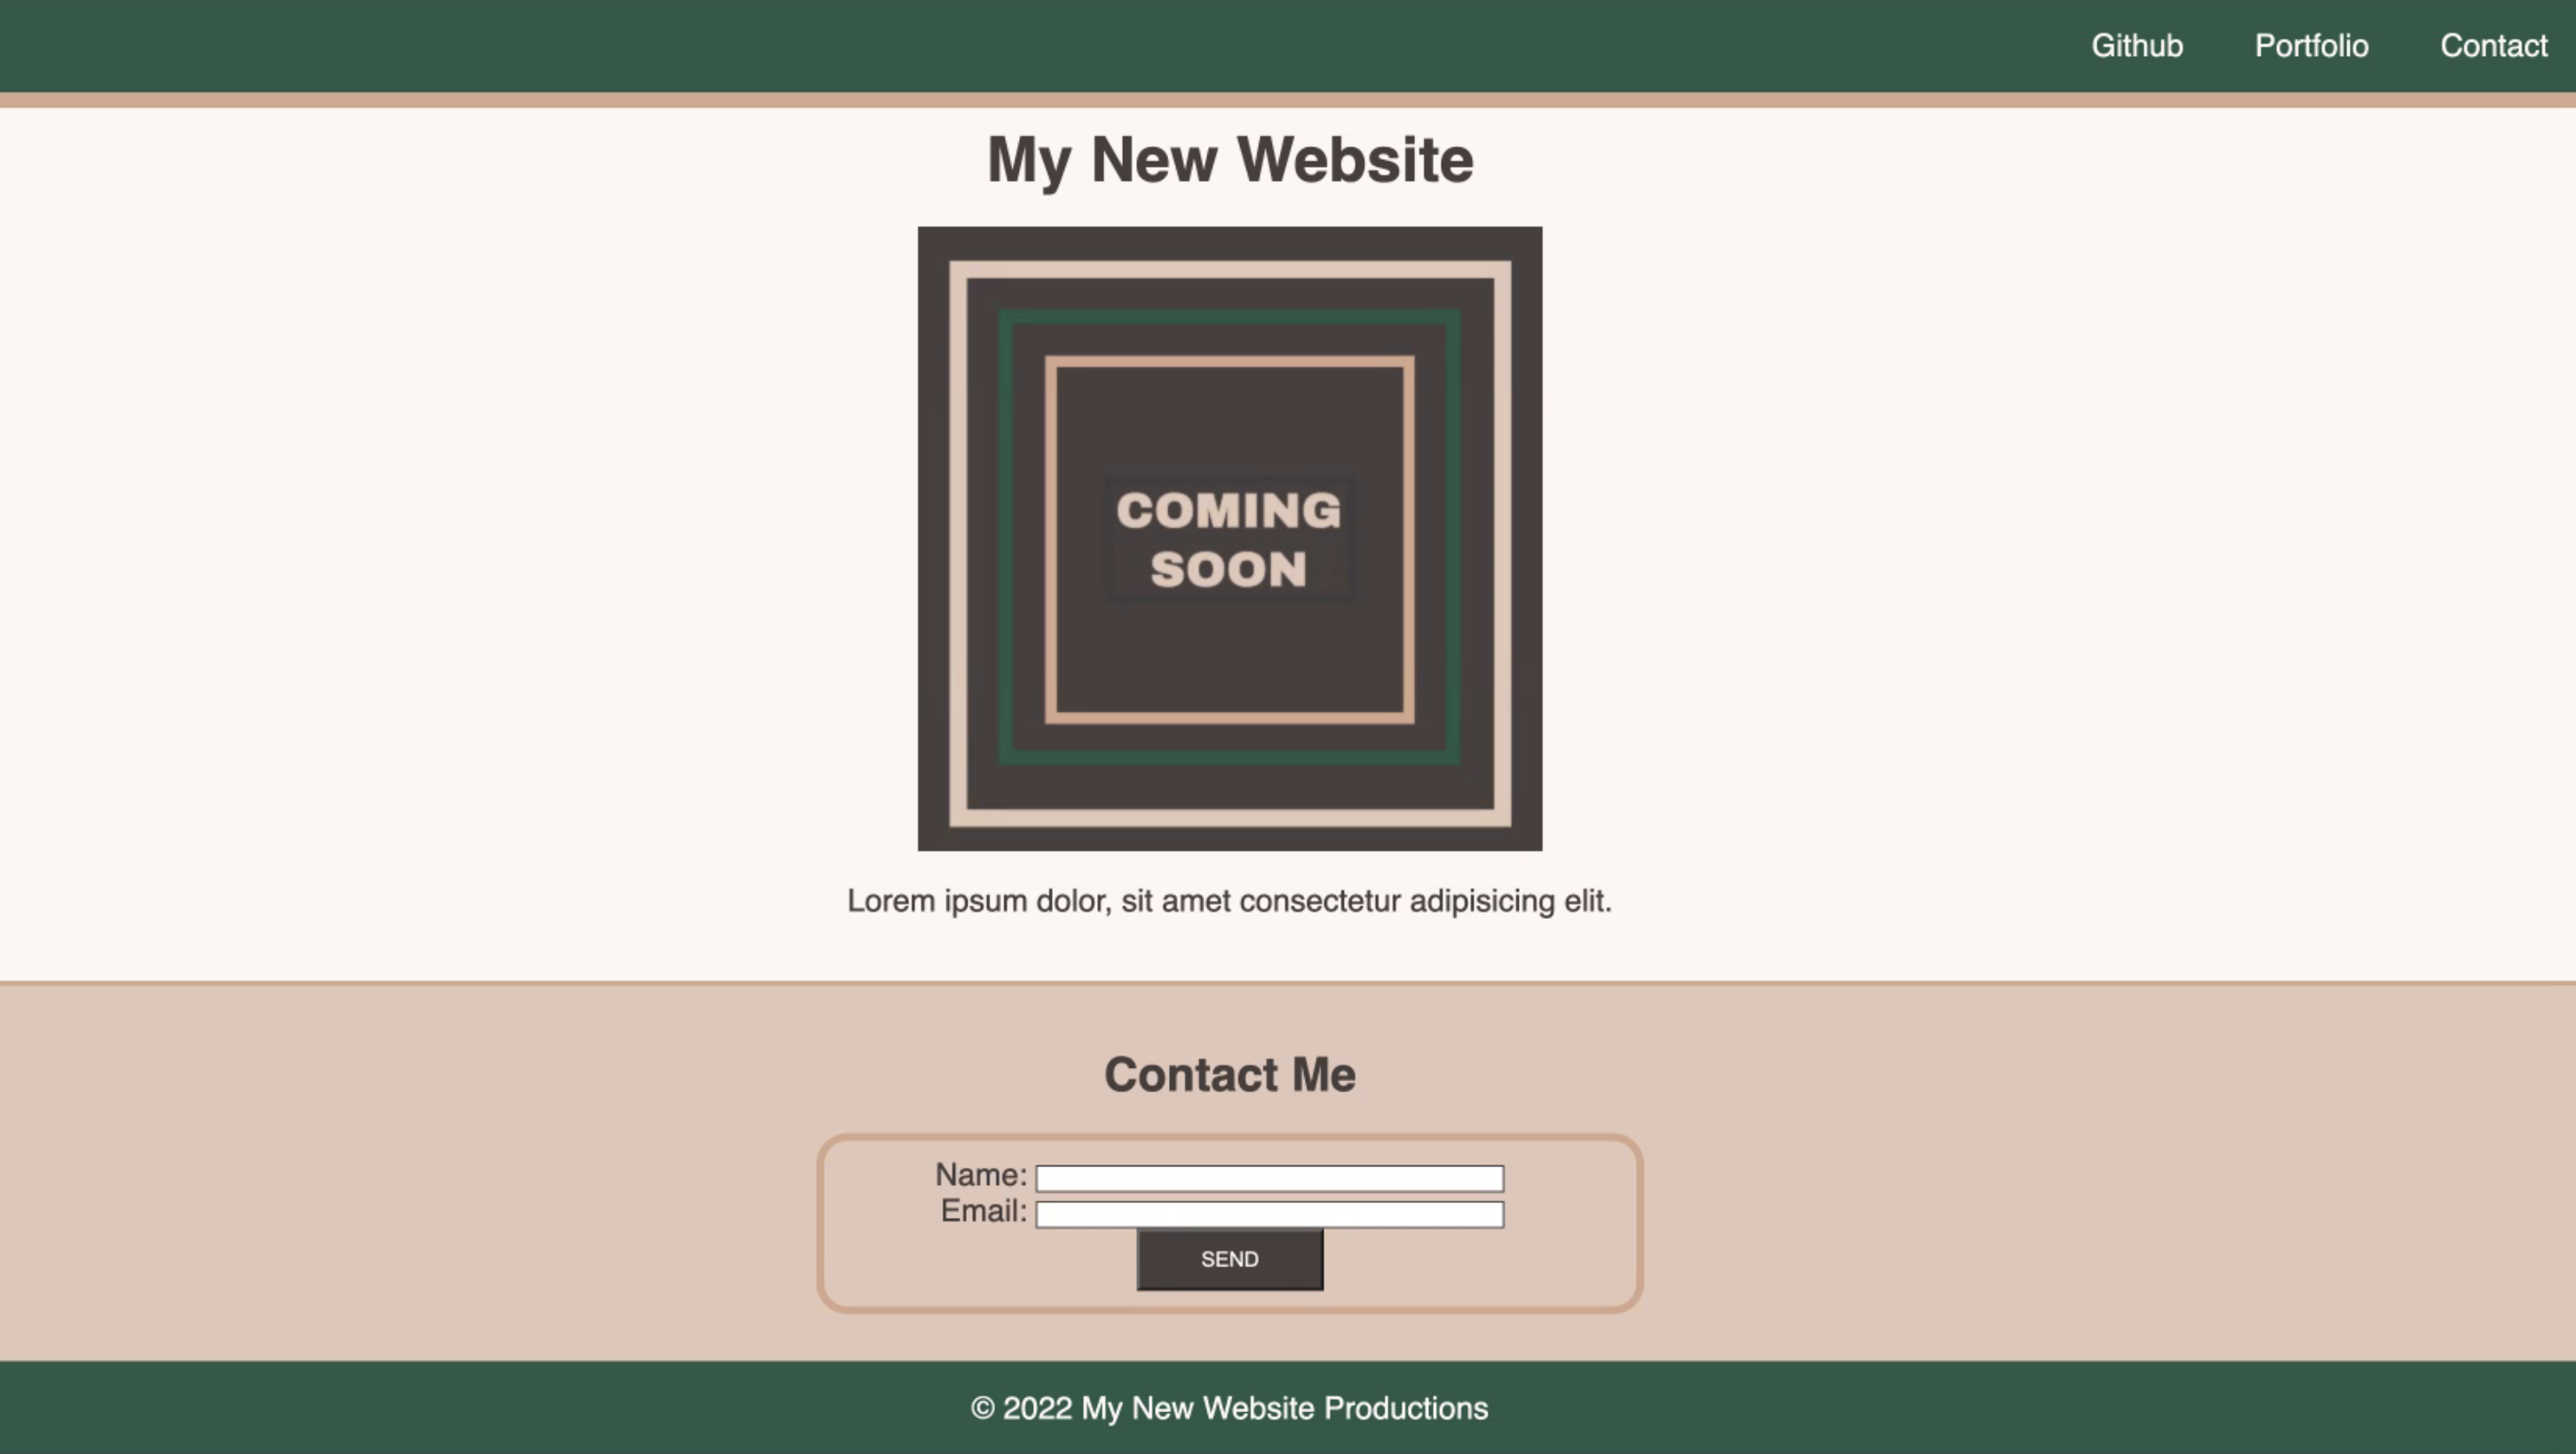 Github Portfolio Contact
My New Website
COMING
SOON
Lorem ipsum dolor, sit amet consectetur adipisicing elit.
Contact Me
Name:
Email:
SEND
© 2022 My New Website Productions